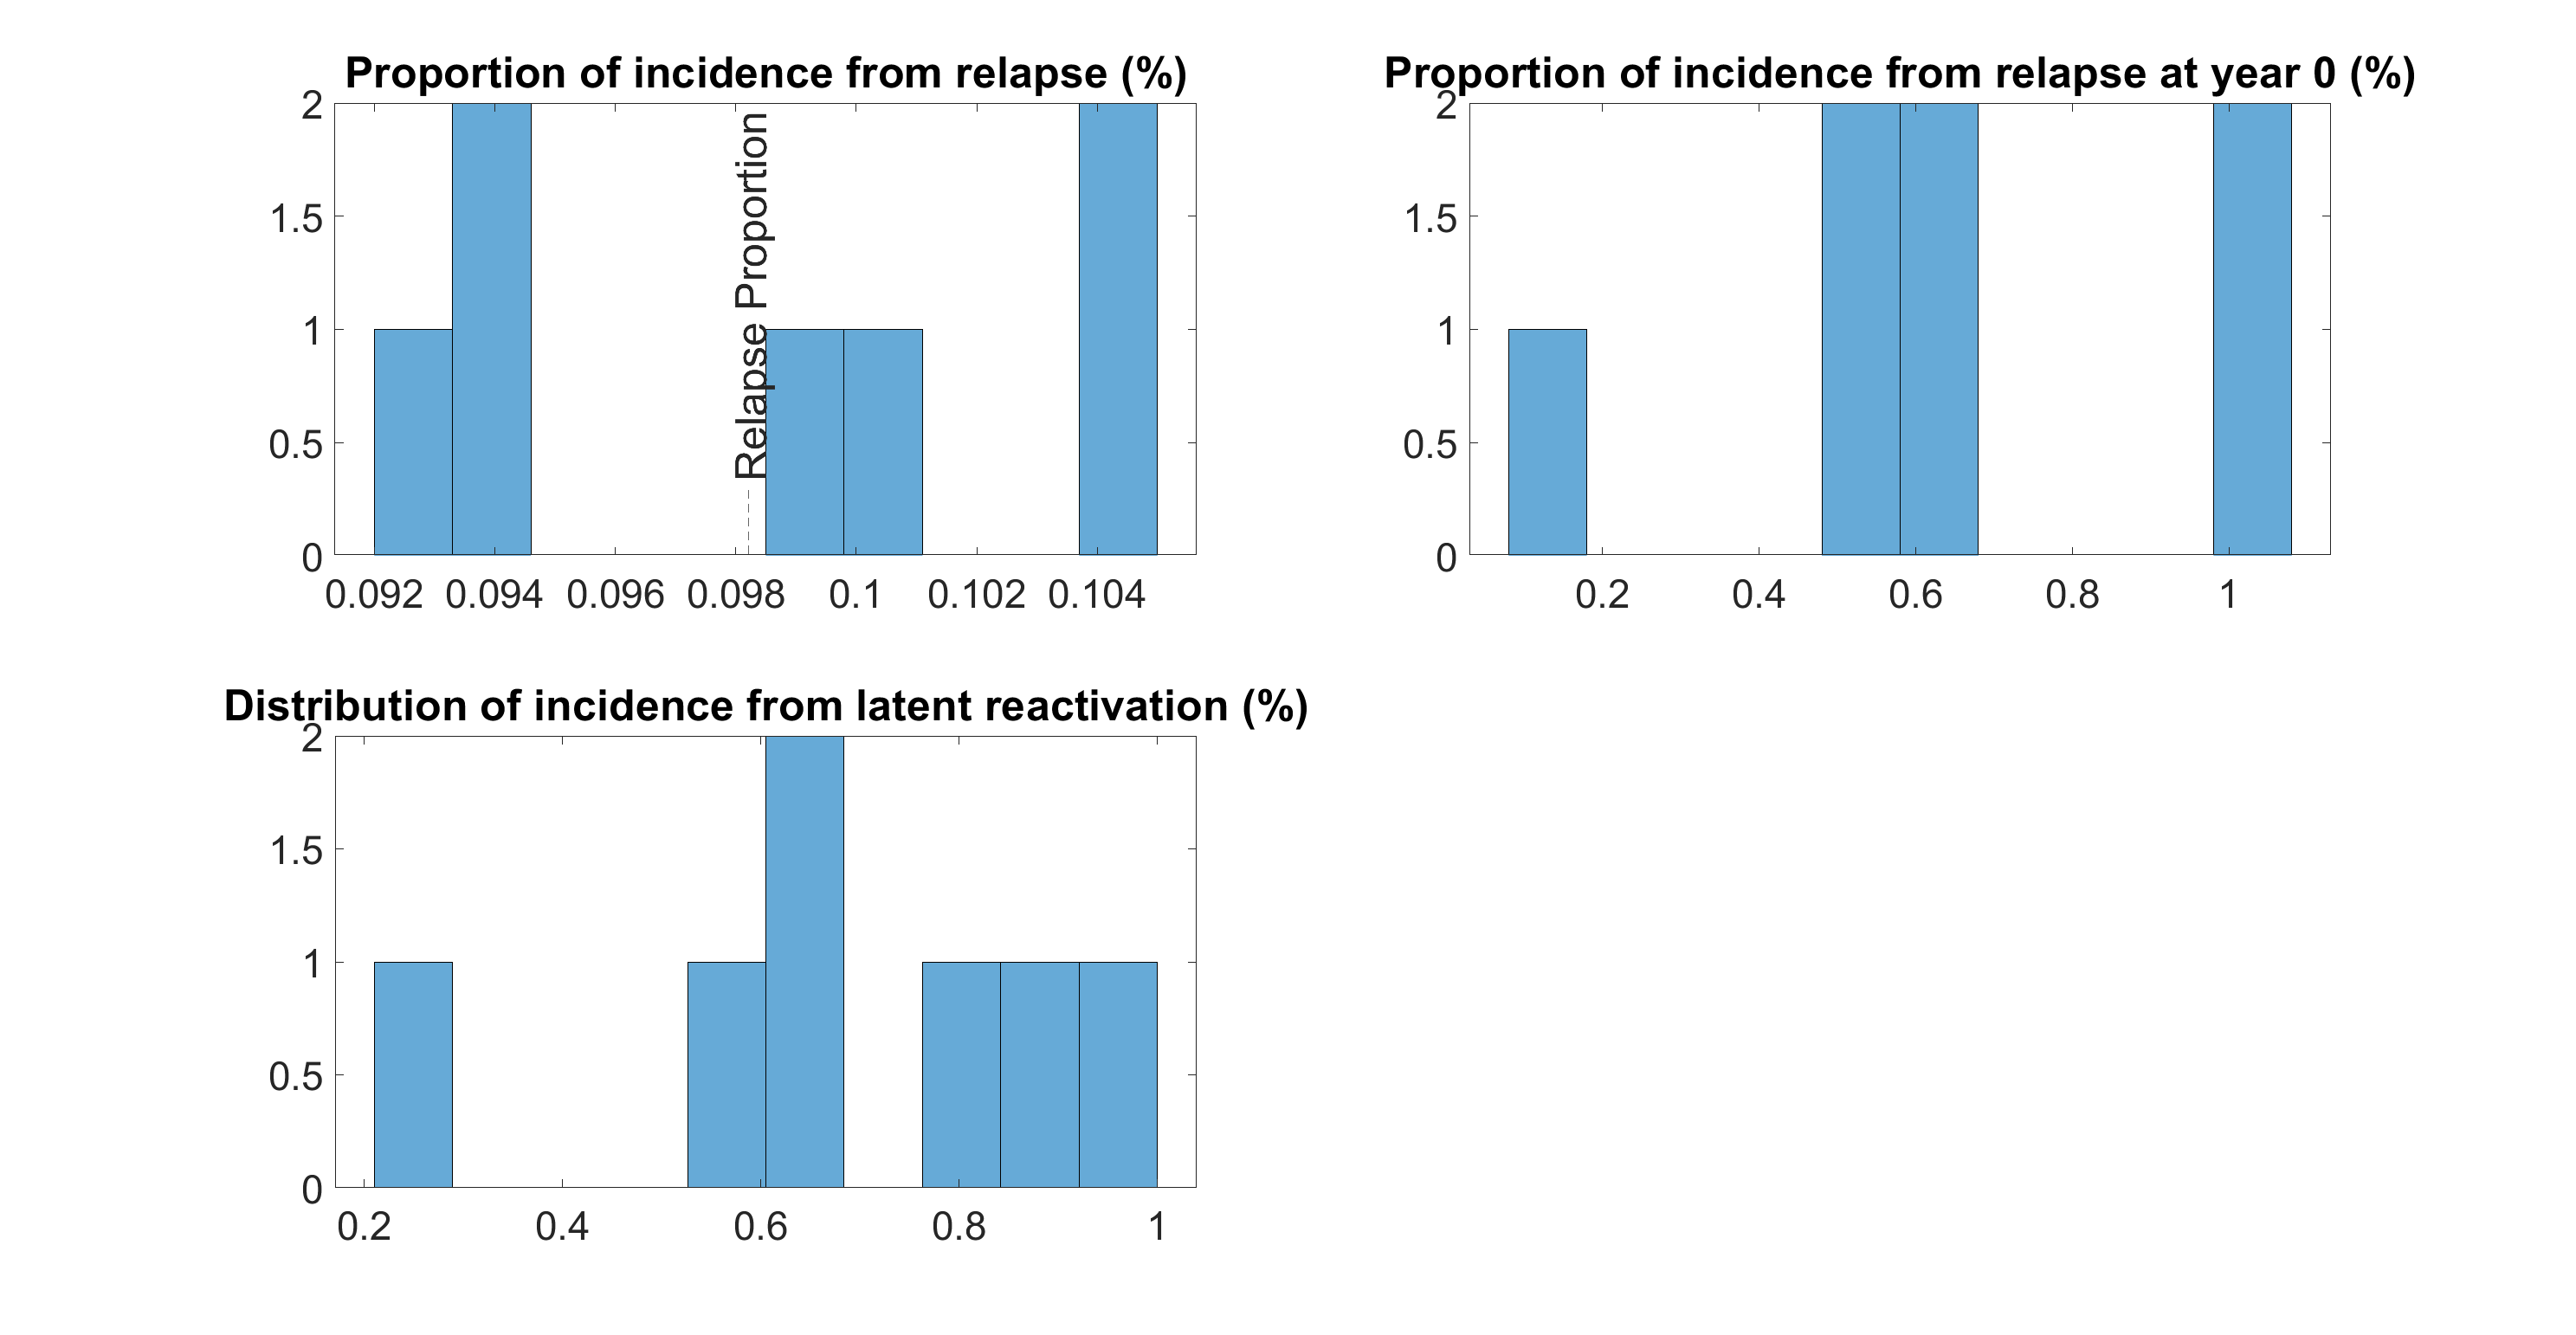 Proportion of incidence from relapse (%)
2
1.5
1
0.5
0
Relapse Proportion
0.092 0.094 0.096 0.098 0.1 0.102 0.104
Proportion of incidence from relapse at year 0 (%)
2
1.5
1
0.5
0
0.2 0.4 0.6 0.8 1
Distribution of incidence from latent reactivation (%)
2
1.5
1
0.5
0
0.2 0.4 0.6 0.8 1